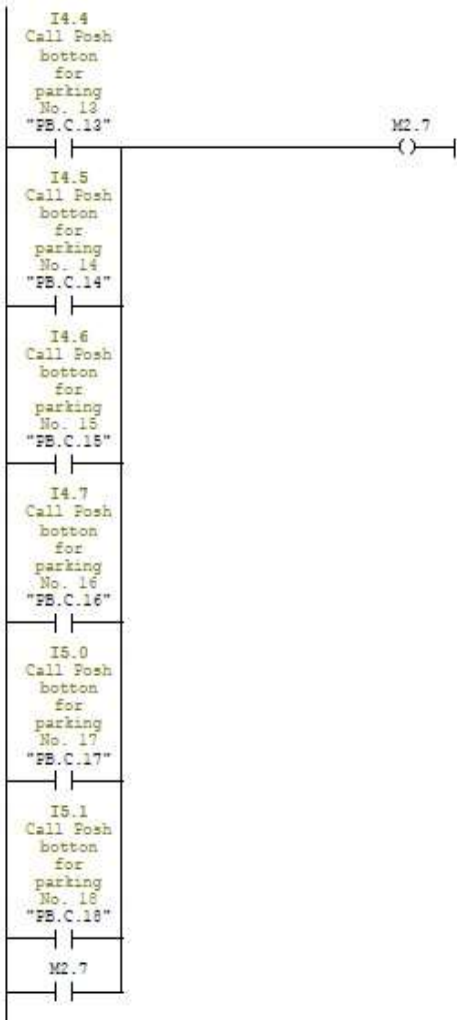 I4.4
Call Posh
botton
for
parking
No. 13
"PB.C.13"
M2.7
I4.5
Call Posh
botton
for
parking
No. 14
"PB.C.14"
I4.6
Call Posh
botton
for
parking
No. 15
"PB.C.15"
I4.7
Call Posh
botton
for
parking
No. 16
"PB.C.16"
I5.0
Call Posh
botton
for
parking
No. 17
"PB.C.17"
I5.1
Call Posh
botton
for
parking
No. 18
"PB.C.18"
M2.7